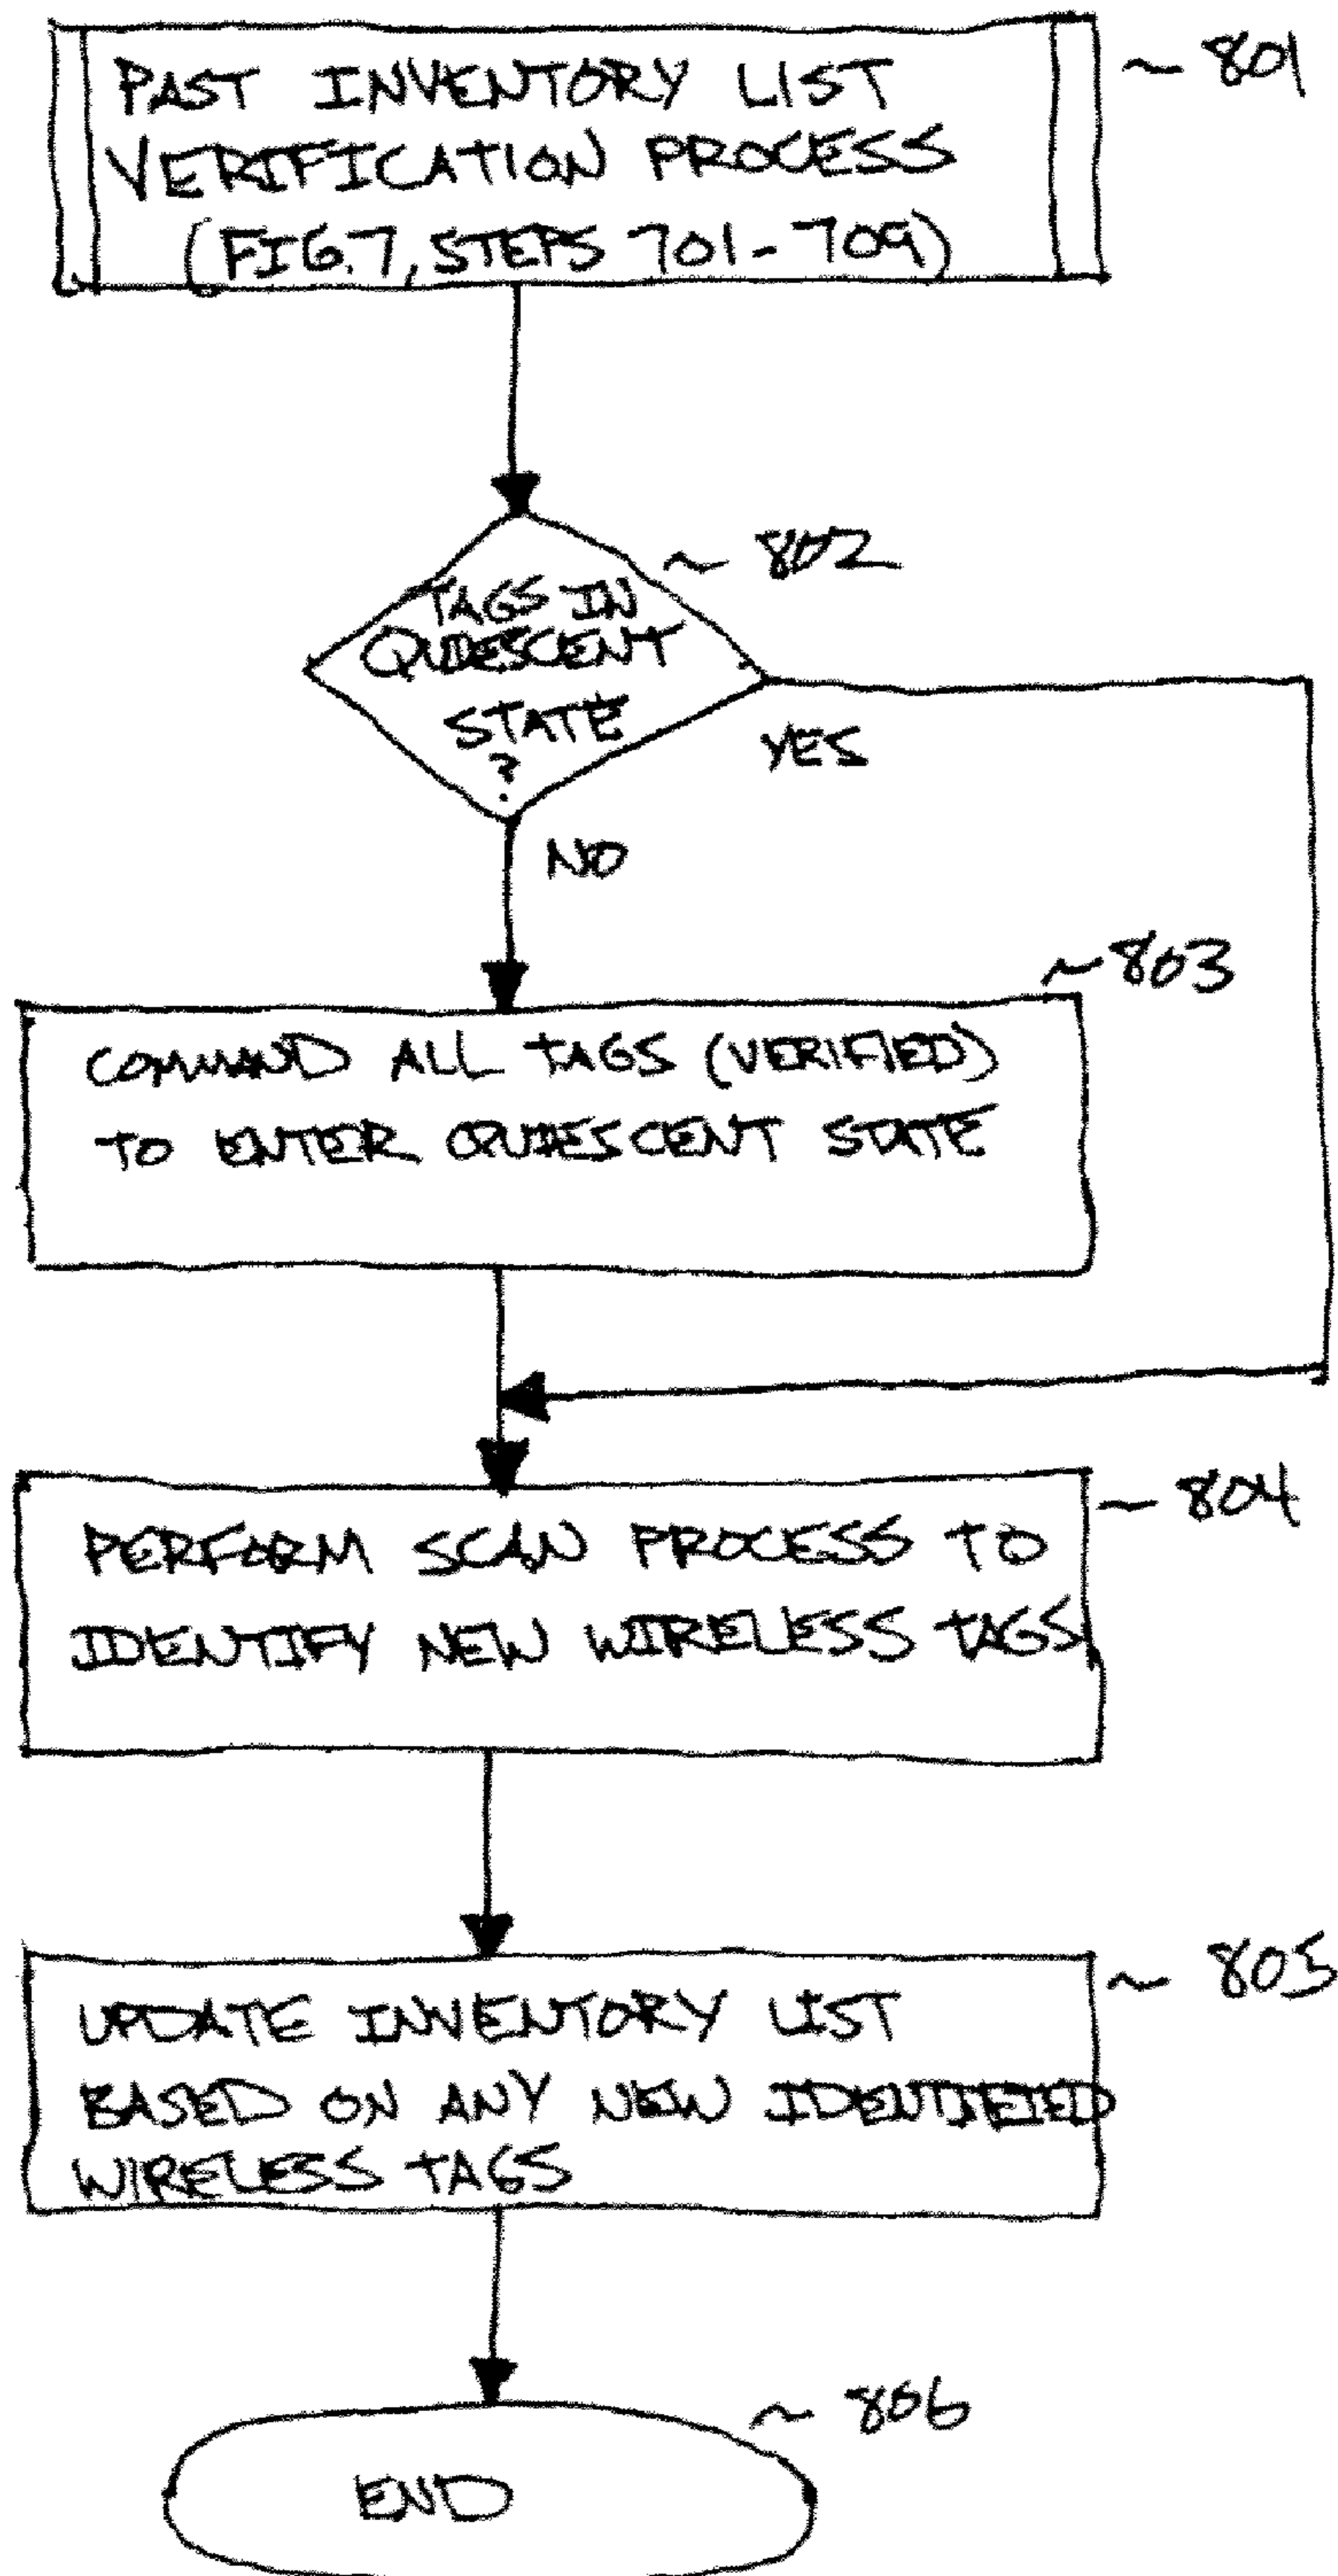 PAST INVENTORY LIST
~ 801
VERIFICATION PROCESS
(FIG. 7, STEPS 701 - 709)
~ 802
TAGS IN
QUIESCENT
STATE
?
YES
NO
~ 803
COMMAND ALL TAGS (VERIFIED)
TO ENTER QUIESCENT STATE
~ 804
PERFORM SCAN PROCESS TO
IDENTIFY NEW WIRELESS TAGS
~ 805
UPDATE INVENTORY LIST
BASED ON ANY NEW IDENTIFIED
WIRELESS TAGS
~ 806
END